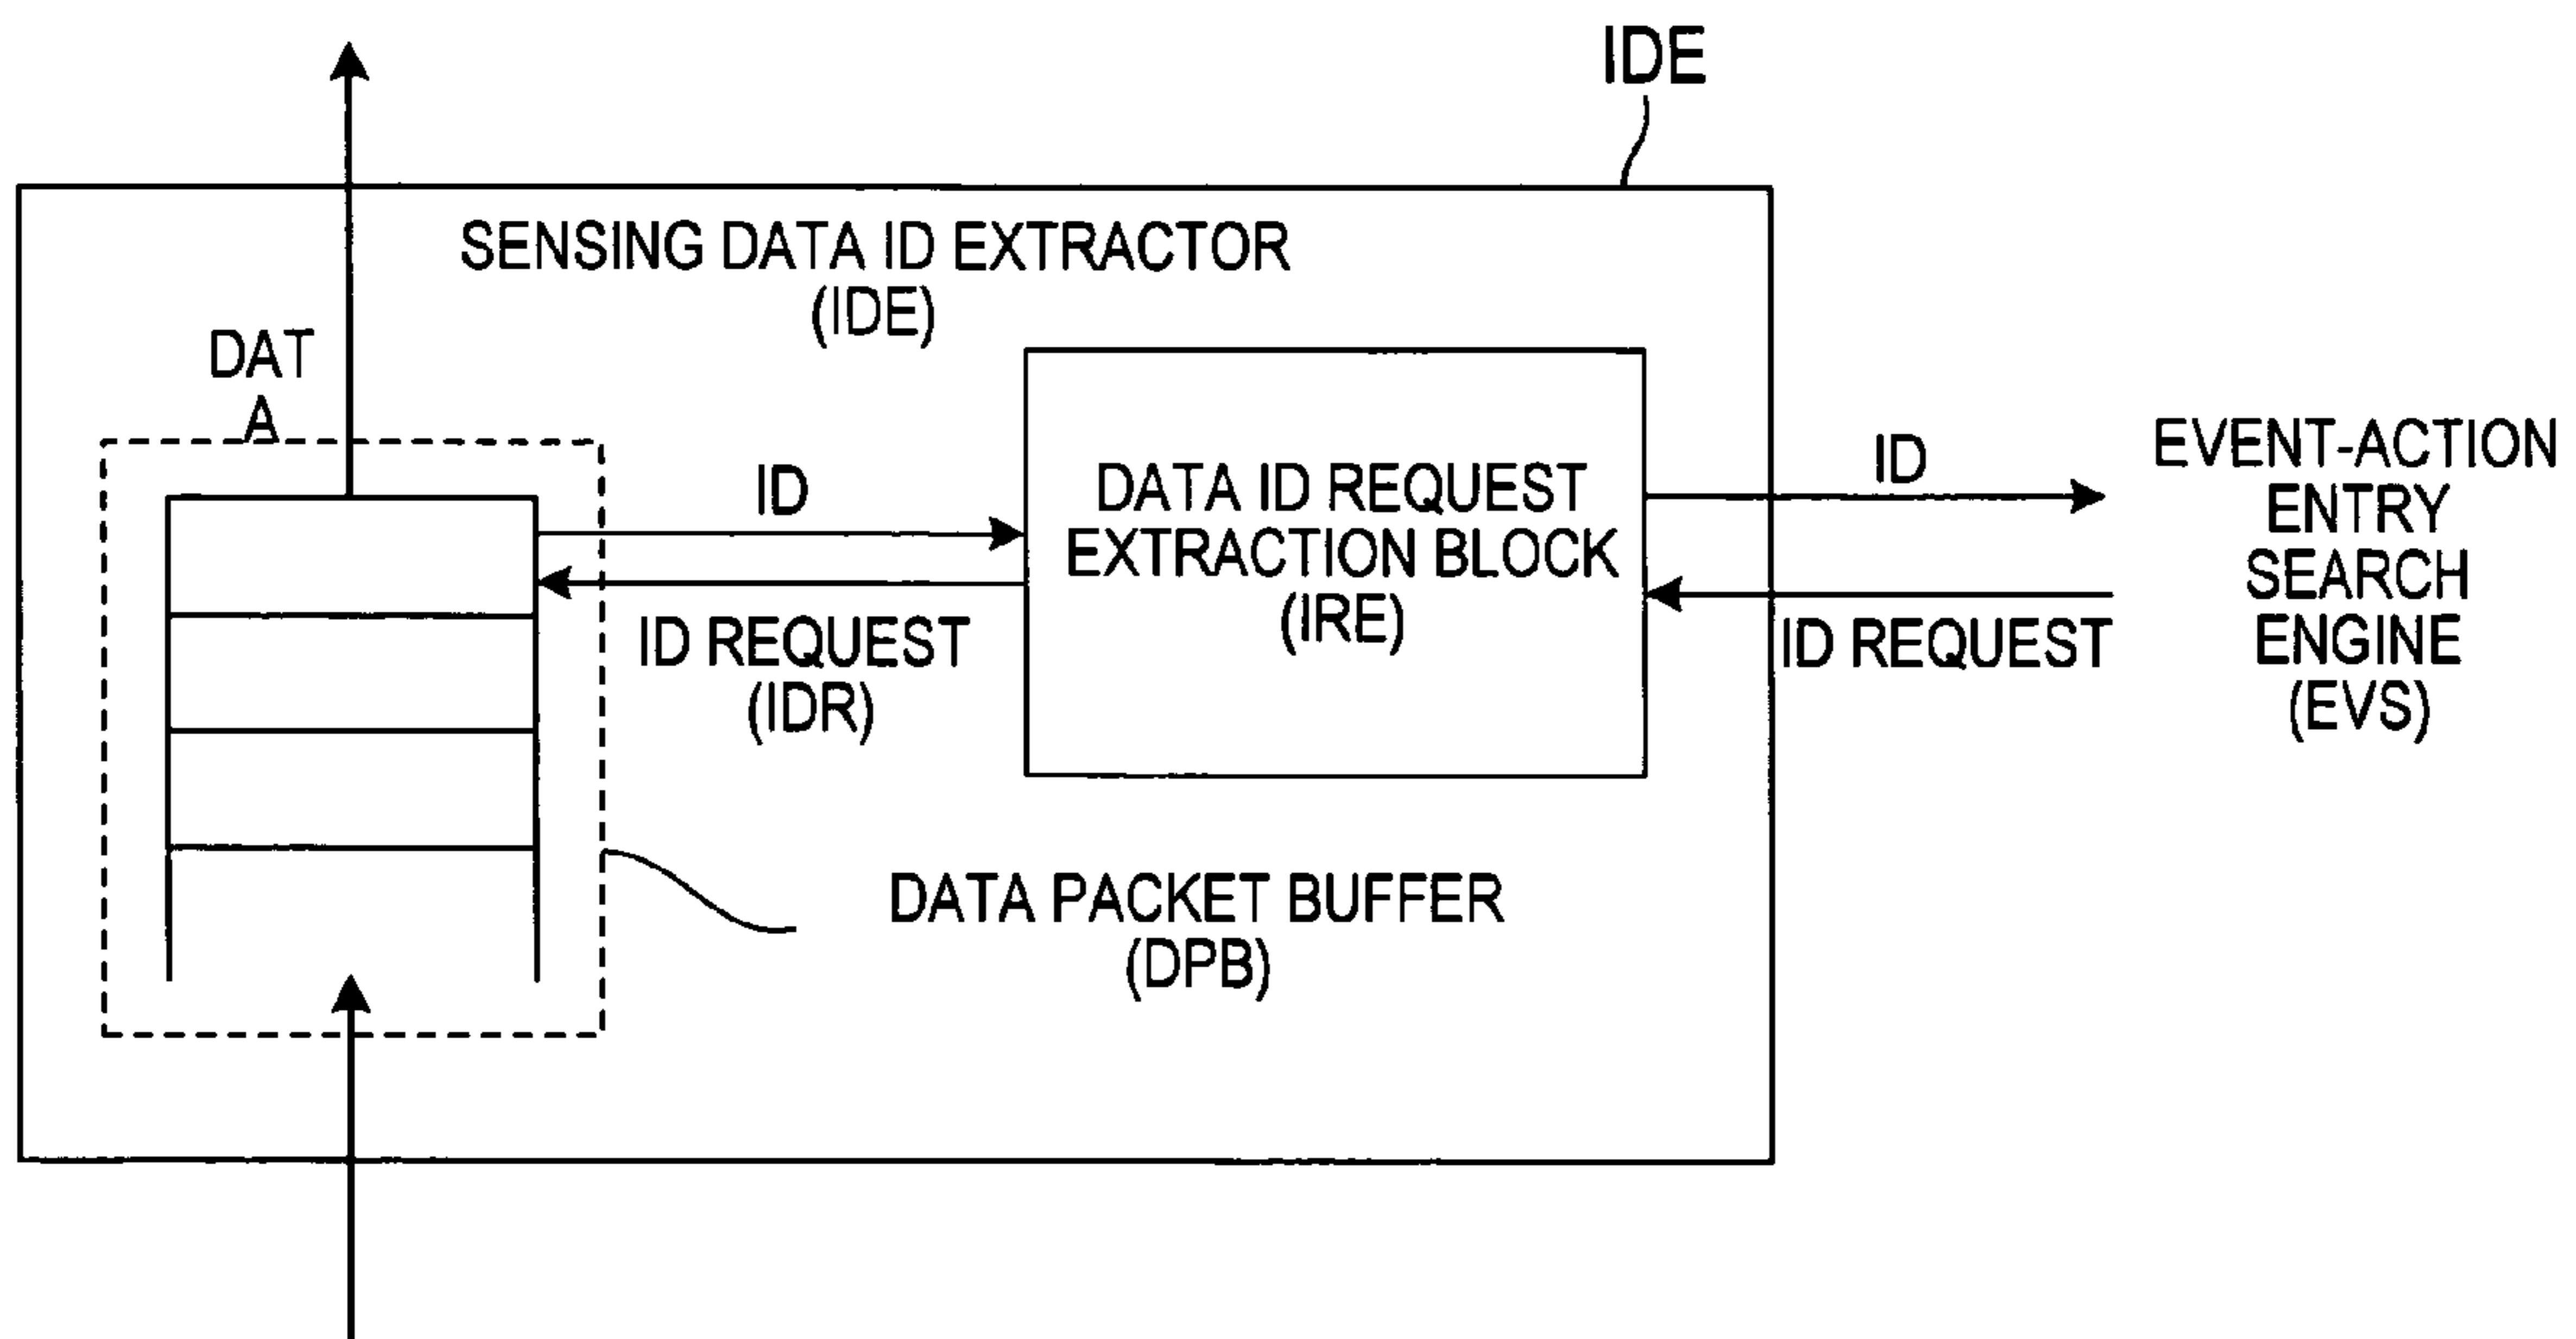 IDE
SENSING DATA ID EXTRACTOR
(IDE)
DAT
A
ID
ID REQUEST
(IDR)
DATA ID REQUEST
EXTRACTION BLOCK
(IRE)
ID
ID REQUEST
EVENT-ACTION
ENTRY
SEARCH
ENGINE
(EVS)
DATA PACKET BUFFER
(DPB)